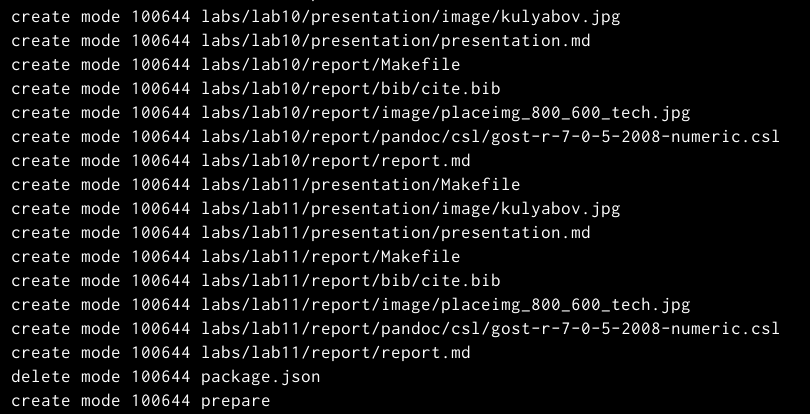 create mode 100644 labs/lab10/presentation/image/kulyabov.jpg
create mode 100644 labs/lab10/presentation/presentation.md
create mode 100644 labs/lab10/report/Makefile
create mode 100644 labs/lab10/report/bib/cite.bib
create mode 100644 labs/lab10/report/image/placeimg_800_600_tech.jpg
create mode 100644 labs/lab10/report/pandoc/csl/gost-r-7-0-5-2008-numeric.csl
create mode 100644 labs/lab10/report/report.md
create mode 100644 labs/lab11/presentation/Makefile
create mode 100644 labs/lab11/presentation/image/kulyabov.jpg
create mode 100644 labs/lab11/presentation/presentation.md
create mode 100644 labs/lab11/report/Makefile
create mode 100644 labs/lab11/report/bib/cite.bib
create mode 100644 labs/lab11/report/image/placeimg_800_600_tech.jpg
create mode 100644 labs/lab11/report/pandoc/csl/gost-r-7-0-5-2008-numeric.csl
create mode 100644 labs/lab11/report/report.md
delete mode 100644 package.json
create mode 100644 prepare